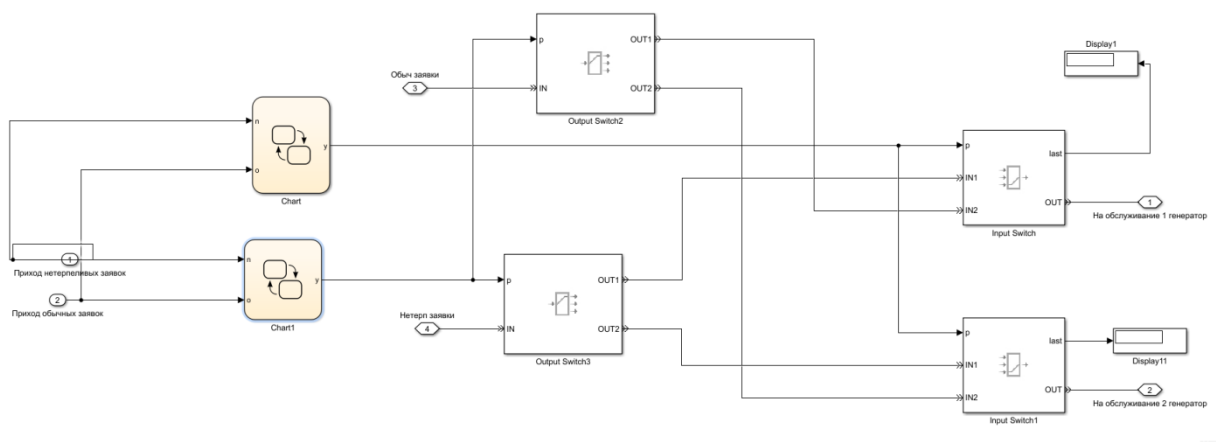 p
OUT1
IN
OUT2
Output Switch2
Обыч заявки
3
Display1
n
o
y
Chart
p
last
IN1
IN2
OUT
Input Switch
1
На обслуживание 1 генератор
1
Приход нетерпеливых заявок
2
Приход обычных заявок
n
o
y
Chart1
p
OUT1
IN
OUT2
Output Switch3
Нетерп заявки
4
p
last
IN1
IN2
OUT
Input Switch1
Display11
2
На обслуживание 2 генератор